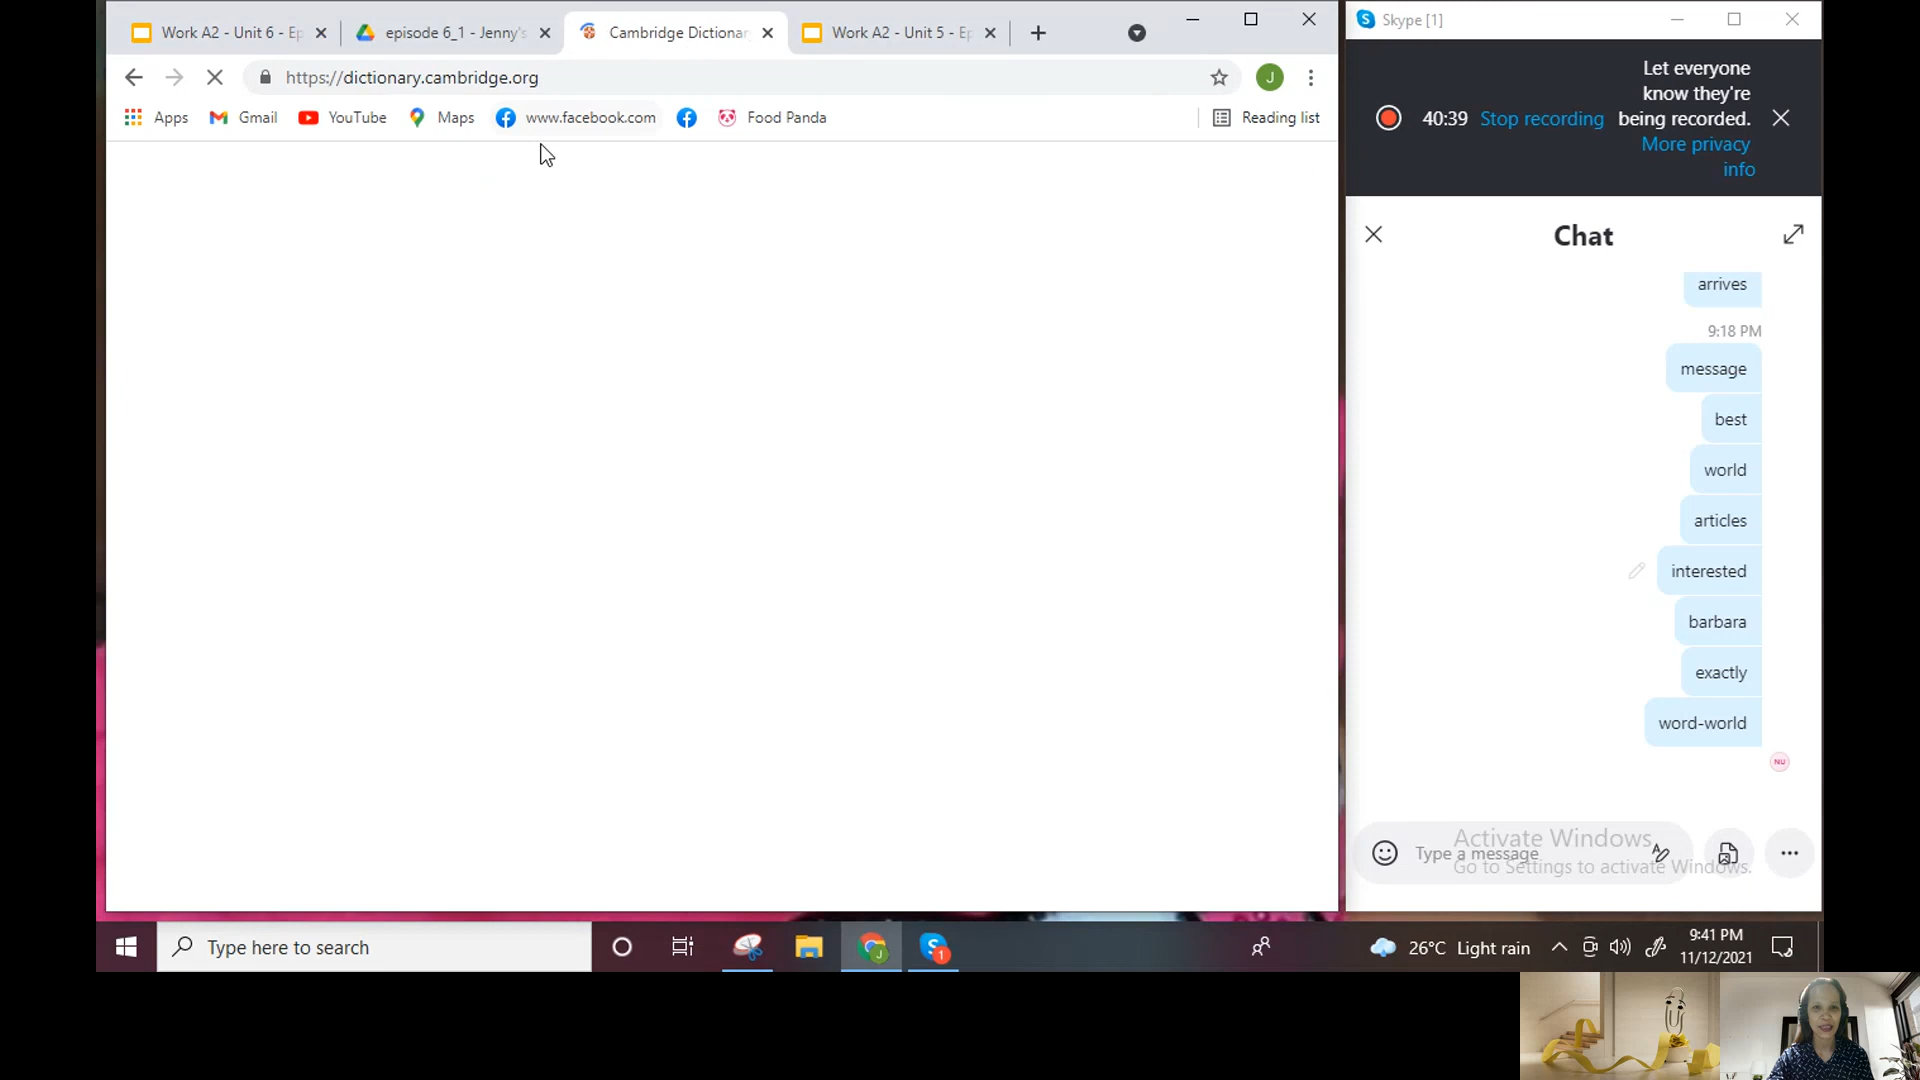 Work A2 - Unit 6 - Ep
episode 6_1 - Jenny's
Cambridge Dictionar
Work A2 - Unit 5 - Ep
https://dictionary.cambridge.org
J
Apps
Gmail
YouTube
Maps
www.facebook.com
Food Panda
Reading list
Skype [1]
40:39
Stop recording
Let everyone
know they're
being recorded.
More privacy
info
Chat
arrives
9:18 PM
message
best
world
articles
interested
barbara
exactly
word-world
NU
Type a message
Activate Windows
Go to Settings to activate Windows.
Type here to search
J
1
26°C Light rain
9:41 PM
11/12/2021